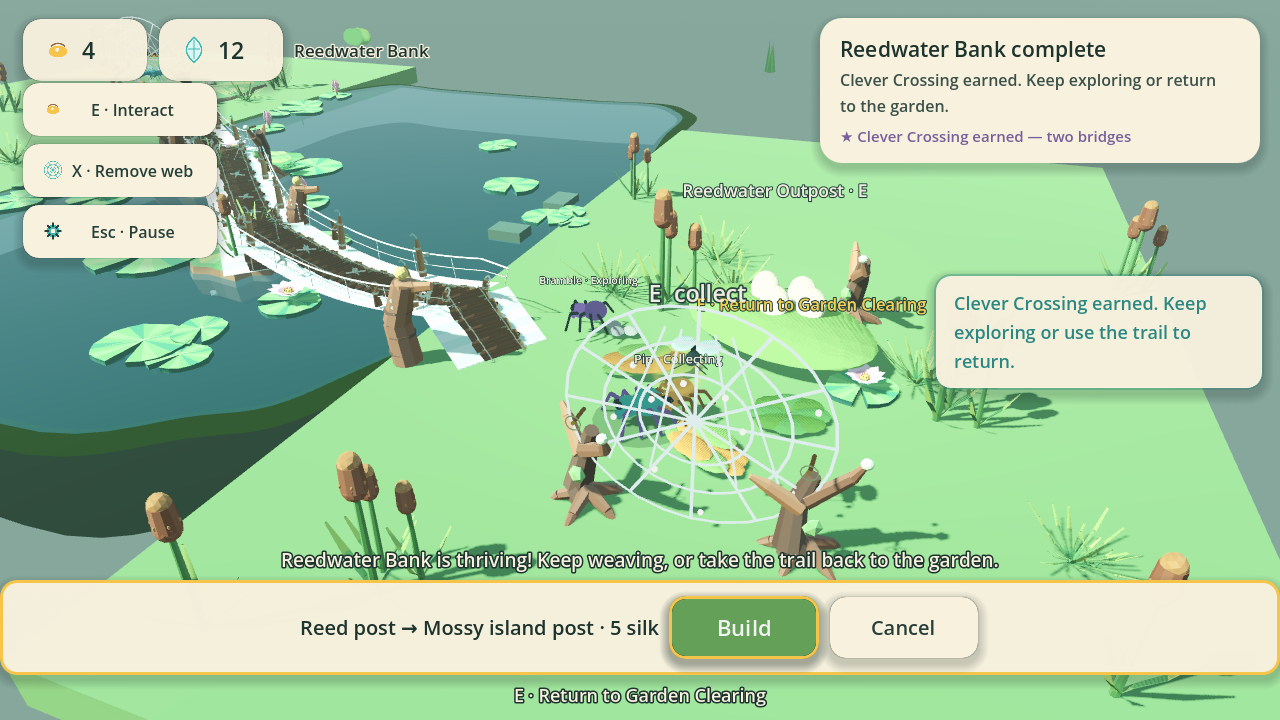 4
12
Reedwater Bank
E · Interact
X · Remove web
Esc · Pause
Reedwater Bank complete
Clever Crossing earned. Keep exploring or return
to the garden.
★ Clever Crossing earned — two bridges
Reedwater Outpost · E
Bramble · Exploring
E collect
Return to Garden Clearing
Clever Crossing earned. Keep
exploring or use the trail to
return.
Pip · Collecting
Reedwater Bank is thriving! Keep weaving, or take the trail back to the garden.
Reed post → Mossy island post · 5 silk
Build
Cancel
E · Return to Garden Clearing